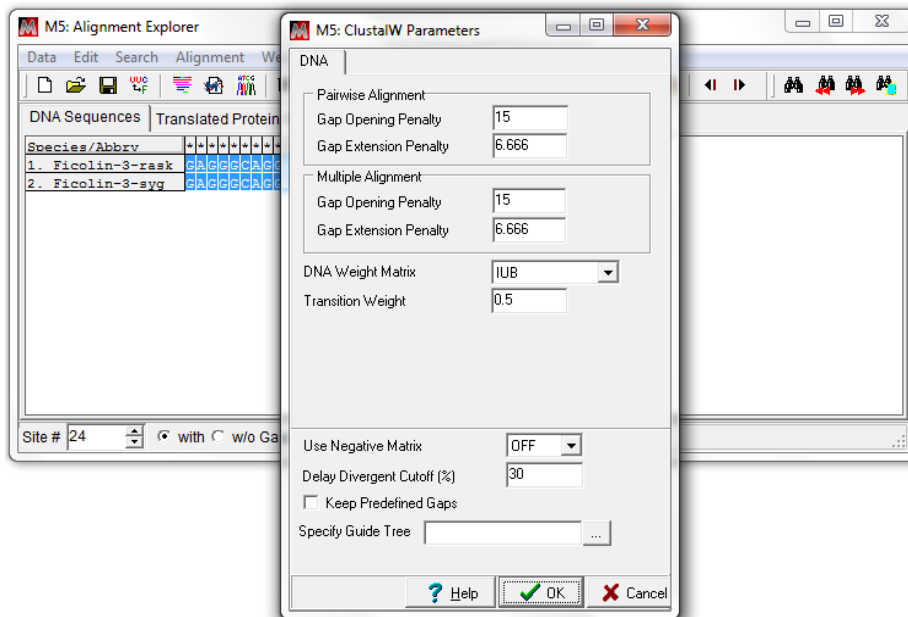 M5: Alignment Explorer
Data Edit Search Alignment
DNA Sequences Translated Protein
Species/Abbrv * * * * * * * * *
1. Ficolin-3-rask GAGGGCAGG
2. Ficolin-3-syg GAGGGCAGG
Site # 24 with w/o Ga
M5: ClustalW Parameters
DNA
Pairwise Alignment
Gap Opening Penalty 15
Gap Extension Penalty 6.666
Multiple Alignment
Gap Opening Penalty 15
Gap Extension Penalty 6.666
DNA Weight Matrix IUB
Transition Weight 0.5
Use Negative Matrix OFF
Delay Divergent Cutoff (%) 30
Keep Predefined Gaps
Specify Guide Tree ...
? Help OK Cancel